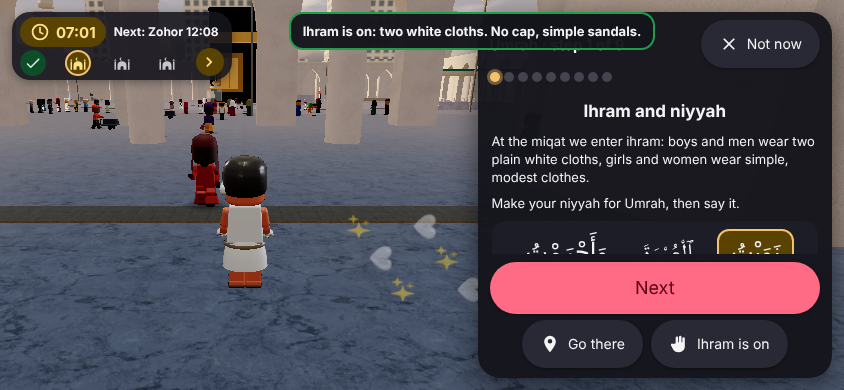 07:01
Next: Zohor 12:08
Ihram is on: two white cloths. No cap, simple sandals.
Not now
Ihram and niyyah
At the miqat we enter ihram: boys and men wear two
plain white cloths, girls and women wear simple,
modest clothes.
Make your niyyah for Umrah, then say it.
Next
Go there
Ihram is on